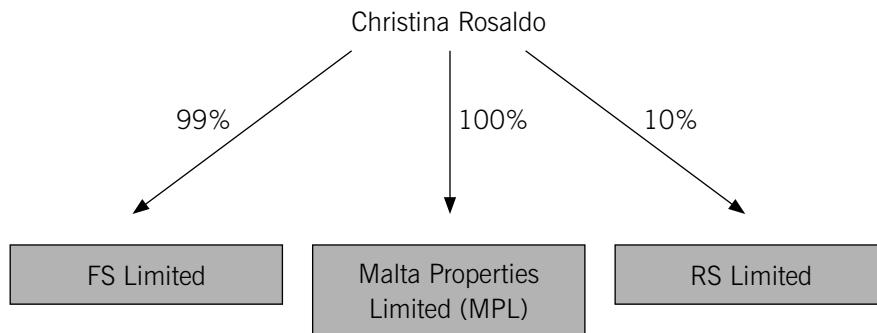 Christina Rosaldo
99%
100%
10%
FS Limited
Malta Properties
Limited (MPL)
RS Limited